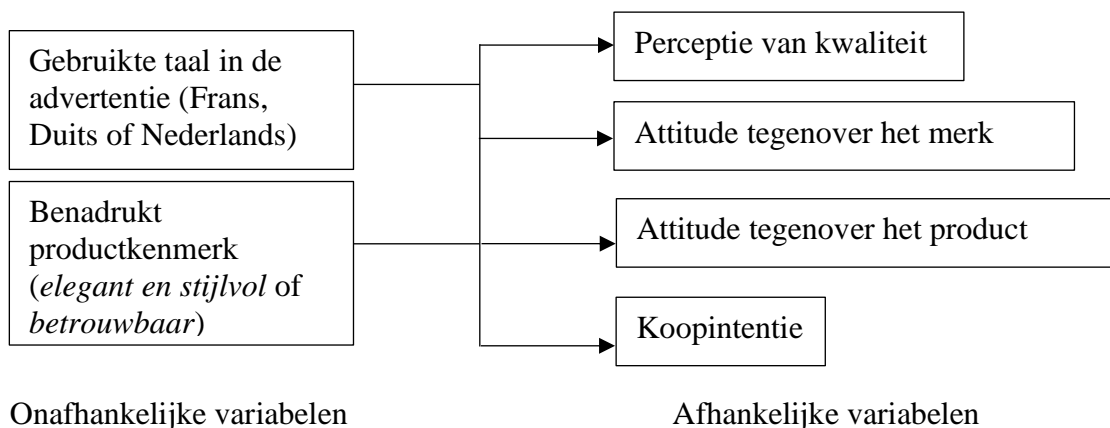 Gebruikte taal in de
advertentie (Frans,
Duits of Nederlands)
Benadrukt
productkenmerk
(elegant en stijlvol of
betrouwbaar)
Perceptie van kwaliteit
Attitude tegenover het merk
Attitude tegenover het product
Koopintentie
Onafhankelijke variabelen
Afhankelijke variabelen